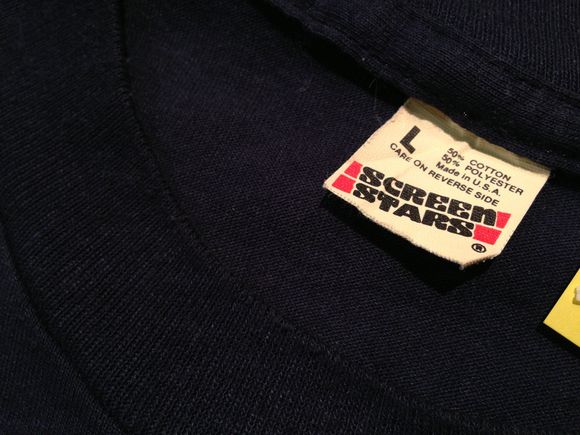 L
50% COTTON
50% POLYESTER
Made in U.S.A.
CARE ON REVERSE SIDE
SCREEN
STARS
®